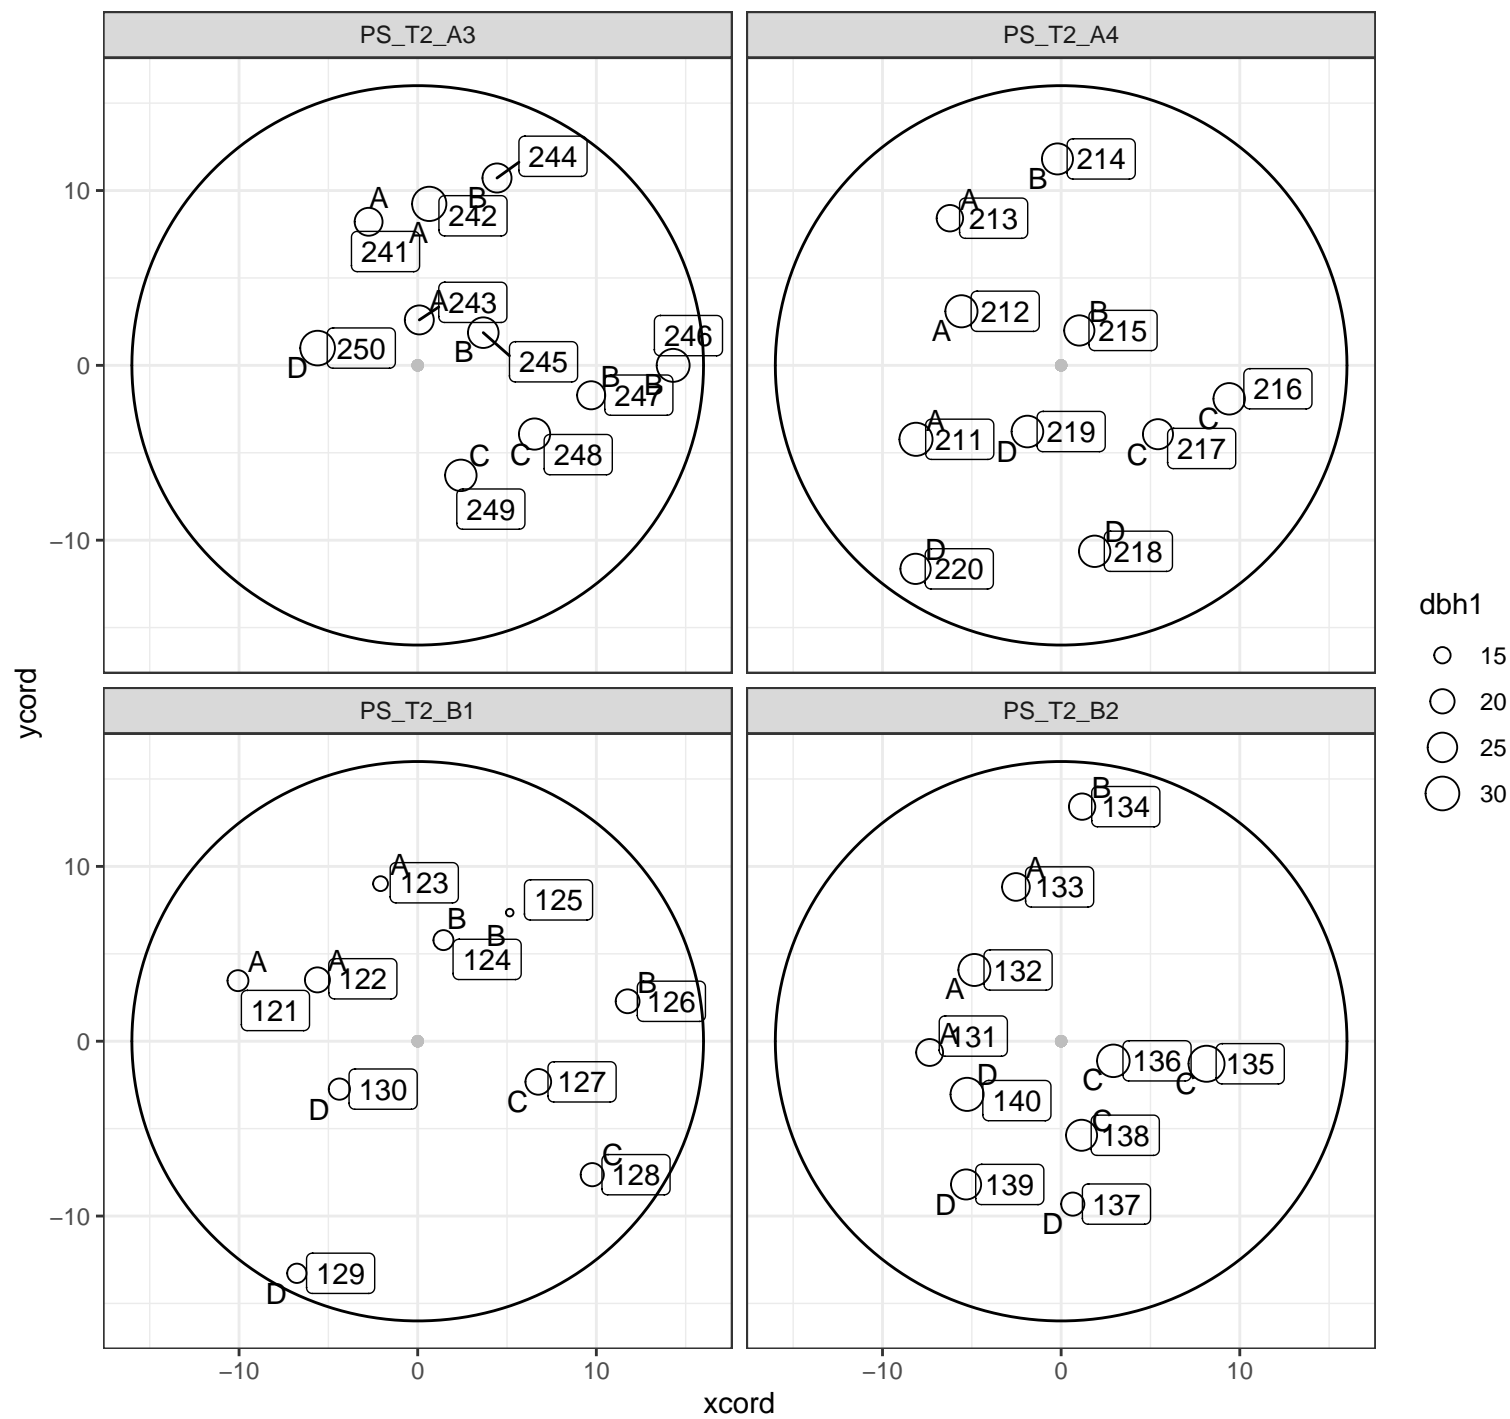 PS_T2_A3
PS_T2_A4
244
214
B
A
B
A
242
213
A
241
10
A
243
212
B
246
A
215
250
B
245
D
B
247
B
0
216
C
A
211
219
D
C
217
C
C
248
249
D
218
D
220
−10
ycord
PS_T2_B1
PS_T2_B2
B
134
A
123
A
133
10
125
B
B
124
A
A
122
132
A
121
B
126
A
131
0
136
135
C
C
D
140
127
C
130
D
C
138
C
128
139
D
137
D
−10
129
D
−10
0
10
−10
0
10
xcord
dbh1
15
20
25
30